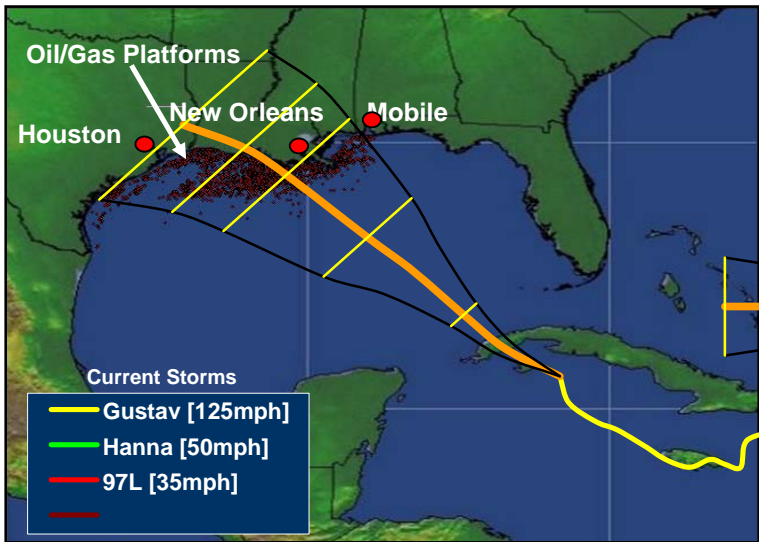 Oil/Gas Platforms
New Orleans
Mobile
Houston
Current Storms
Gustav [125mph]
Hanna [50mph]
97L [35mph]